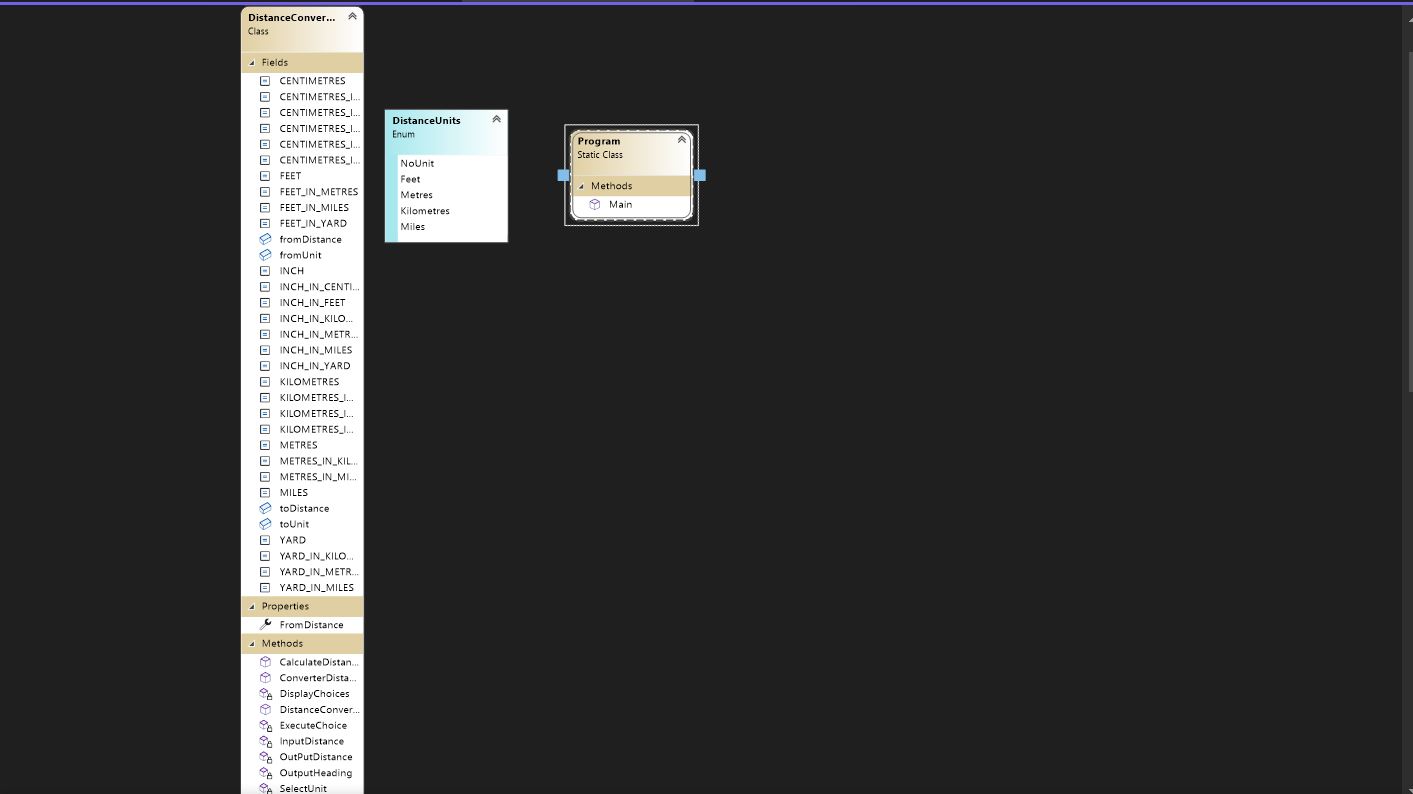 DistanceConver...
Class
Fields
CENTIMETRES
CENTIMETRES_I...
CENTIMETRES_I...
CENTIMETRES_I...
CENTIMETRES_I...
CENTIMETRES_I...
FEET
FEET_IN_METRES
FEET_IN_MILES
FEET_IN_YARD
fromDistance
fromUnit
INCH
INCH_IN_CENTI...
INCH_IN_FEET
INCH_IN_KILO...
INCH_IN_METR...
INCH_IN_MILES
INCH_IN_YARD
KILOMETRES
KILOMETRES_I...
KILOMETRES_I...
KILOMETRES_I...
METRES
METRES_IN_KIL...
METRES_IN_MI...
MILES
toDistance
toUnit
YARD
YARD_IN_KILO...
YARD_IN_METR...
YARD_IN_MILES
Properties
FromDistance
Methods
CalculateDistan...
ConverterDista...
DisplayChoices
DistanceConver...
ExecuteChoice
InputDistance
OutPutDistance
OutputHeading
SelectUnit
DistanceUnits
Enum
NoUnit
Feet
Metres
Kilometres
Miles
Program
Static Class
Methods
Main